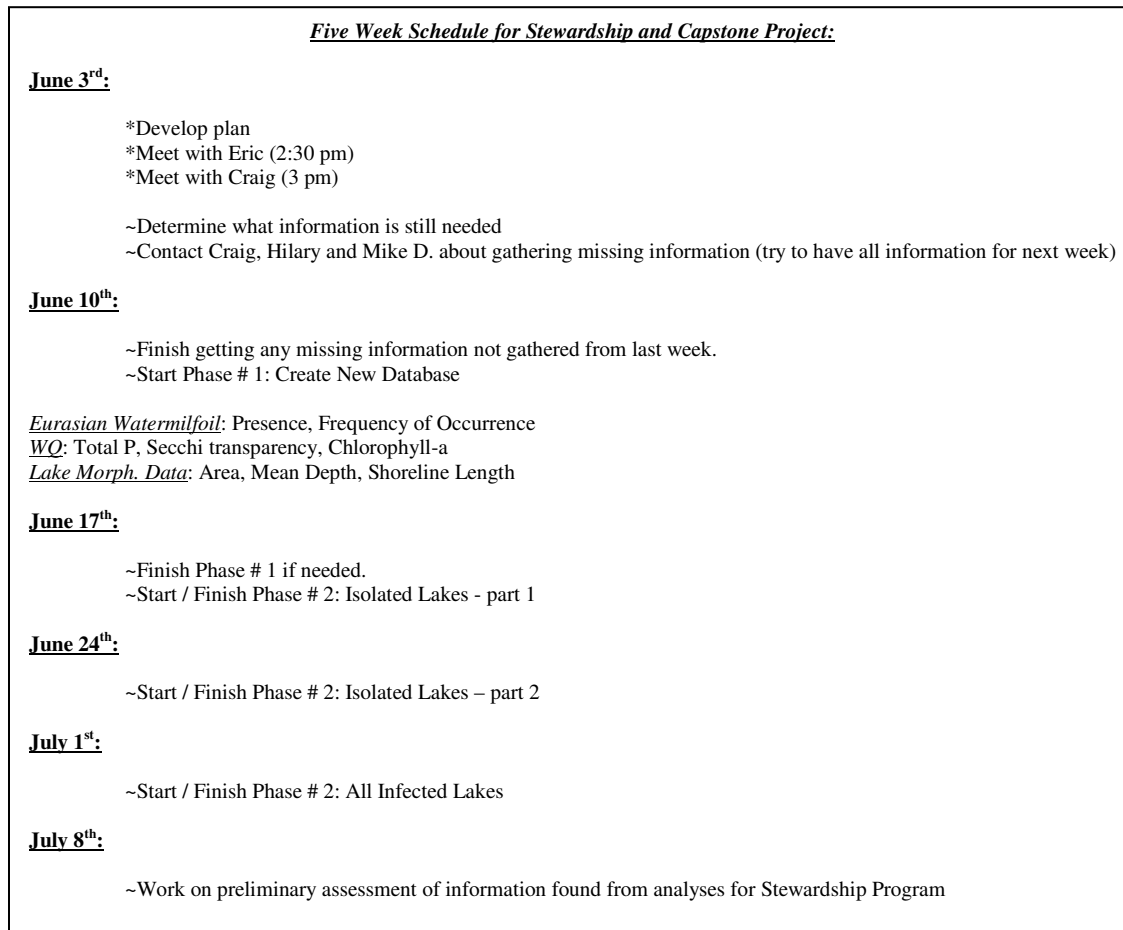 Five Week Schedule for Stewardship and Capstone Project:
June 3rd:
*Develop plan
*Meet with Eric (2:30 pm)
*Meet with Craig (3 pm)
~Determine what information is still needed
~Contact Craig, Hilary and Mike D. about gathering missing information (try to have all information for next week)
June 10th:
~Finish getting any missing information not gathered from last week.
~Start Phase # 1: Create New Database
Eurasian Watermilfoil: Presence, Frequency of Occurrence
WQ: Total P, Secchi transparency, Chlorophyll-a
Lake Morph. Data: Area, Mean Depth, Shoreline Length
June 17th:
~Finish Phase # 1 if needed.
~Start / Finish Phase # 2: Isolated Lakes - part 1
June 24th:
~Start / Finish Phase # 2: Isolated Lakes – part 2
July 1st:
~Start / Finish Phase # 2: All Infected Lakes
July 8th:
~Work on preliminary assessment of information found from analyses for Stewardship Program